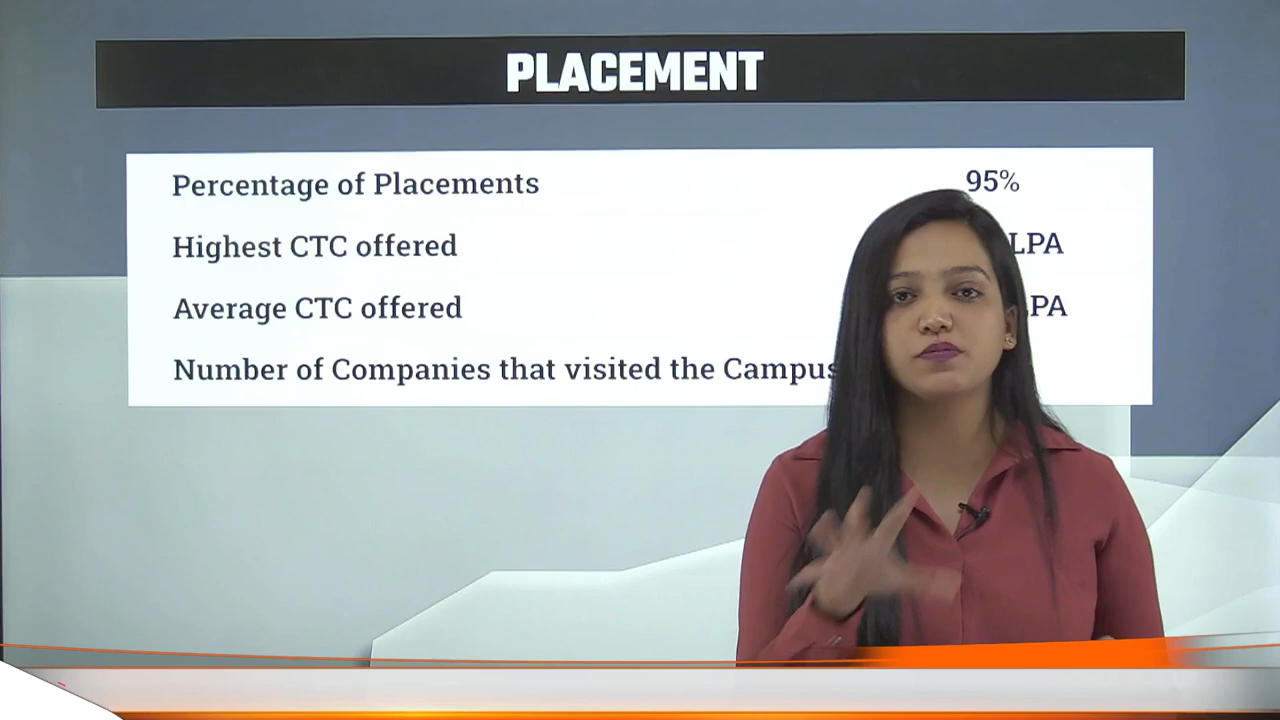 PLACEMENT
Percentage of Placements 95%
Highest CTC offered LPA
Average CTC offered
Number of Companies that visited the Campus